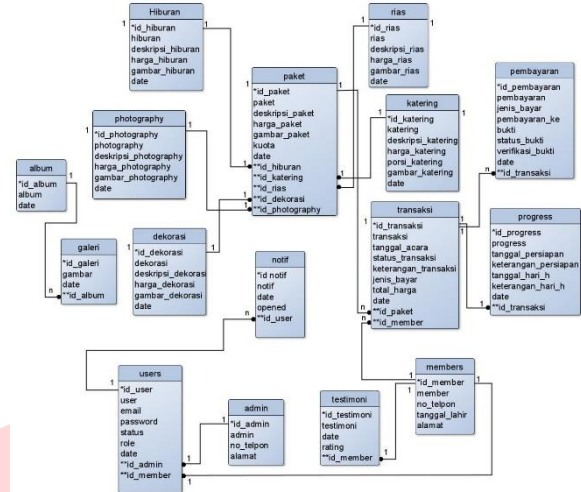 Hiburan
*id_hiburan
hiburan
deskripsi_hiburan
harga_hiburan
gambar_hiburan
date
rias
*id_rias
rias
deskripsi_rias
harga_rias
gambar_rias
date
paket
*id_paket
paket
deskripsi_paket
harga_paket
gambar_paket
kuota
date
**id_hiburan
**id_katering
**id_rias
**id_dekorasi
**id_photography
pembayaran
*id_pembayaran
pembayaran
jenis_bayar
pembayaran_ke
bukti
status_bukti
verifikasi_bukti
date
**id_transaksi
photography
*id_photography
photography
deskripsi_photography
harga_photography
gambar_photography
date
katering
*id_katering
katering
deskripsi_katering
harga_katering
porsi_katering
gambar_katering
date
album
*id_album
album
date
galeri
*id_galeri
gambar
date
**id_album
dekorasi
*id_dekorasi
dekorasi
deskripsi_dekorasi
harga_dekorasi
gambar_dekorasi
date
notif
*id notif
notif
date
opened
**id_user
transaksi
*id_transaksi
transaksi
tanggal_acara
status_transaksi
keterangan_transaksi
jenis_bayar
total_harga
date
**id_paket
**id_member
progress
*id_progress
progress
tanggal_persiapan
keterangan_persiapan
tanggal_hari_h
keterangan_hari_h
date
**id_transaksi
users
*id_user
user
email
password
status
role
date
**id_admin
**id_member
admin
*id_admin
admin
no_telpon
alamat
testimoni
*id_testimoni
testimoni
date
rating
**id_member
members
*id_member
member
no_telpon
tanggal_lahir
alamat